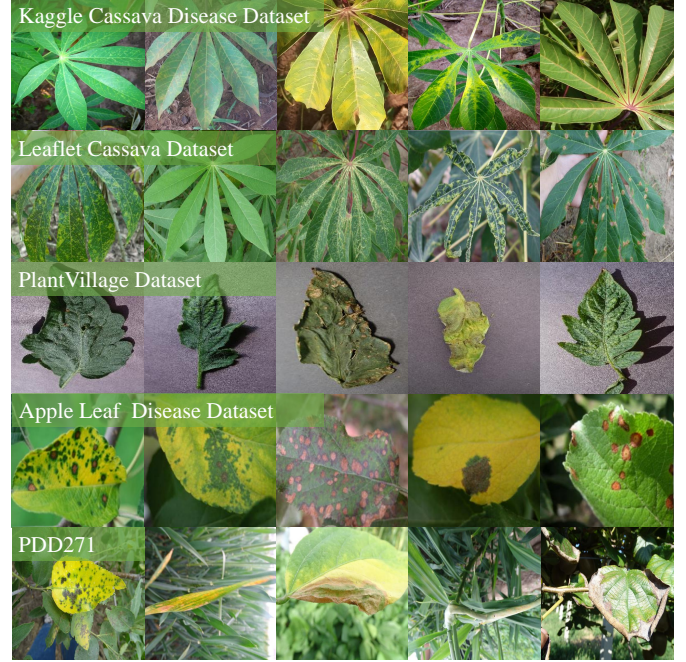 Kaggle Cassava Disease Dataset
Leaflet Cassava Dataset
PlantVillage Dataset
Apple Leaf Disease Dataset
PDD271